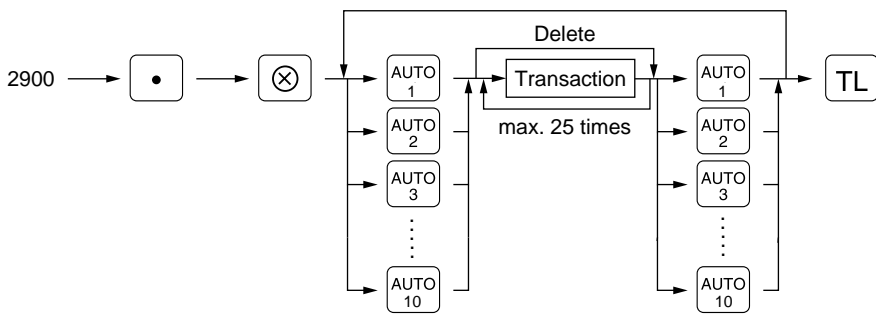 Delete
2900
•
⊗
AUTO
1
Transaction
AUTO
1
TL
max. 25 times
AUTO
2
AUTO
2
AUTO
3
AUTO
3
AUTO
10
AUTO
10